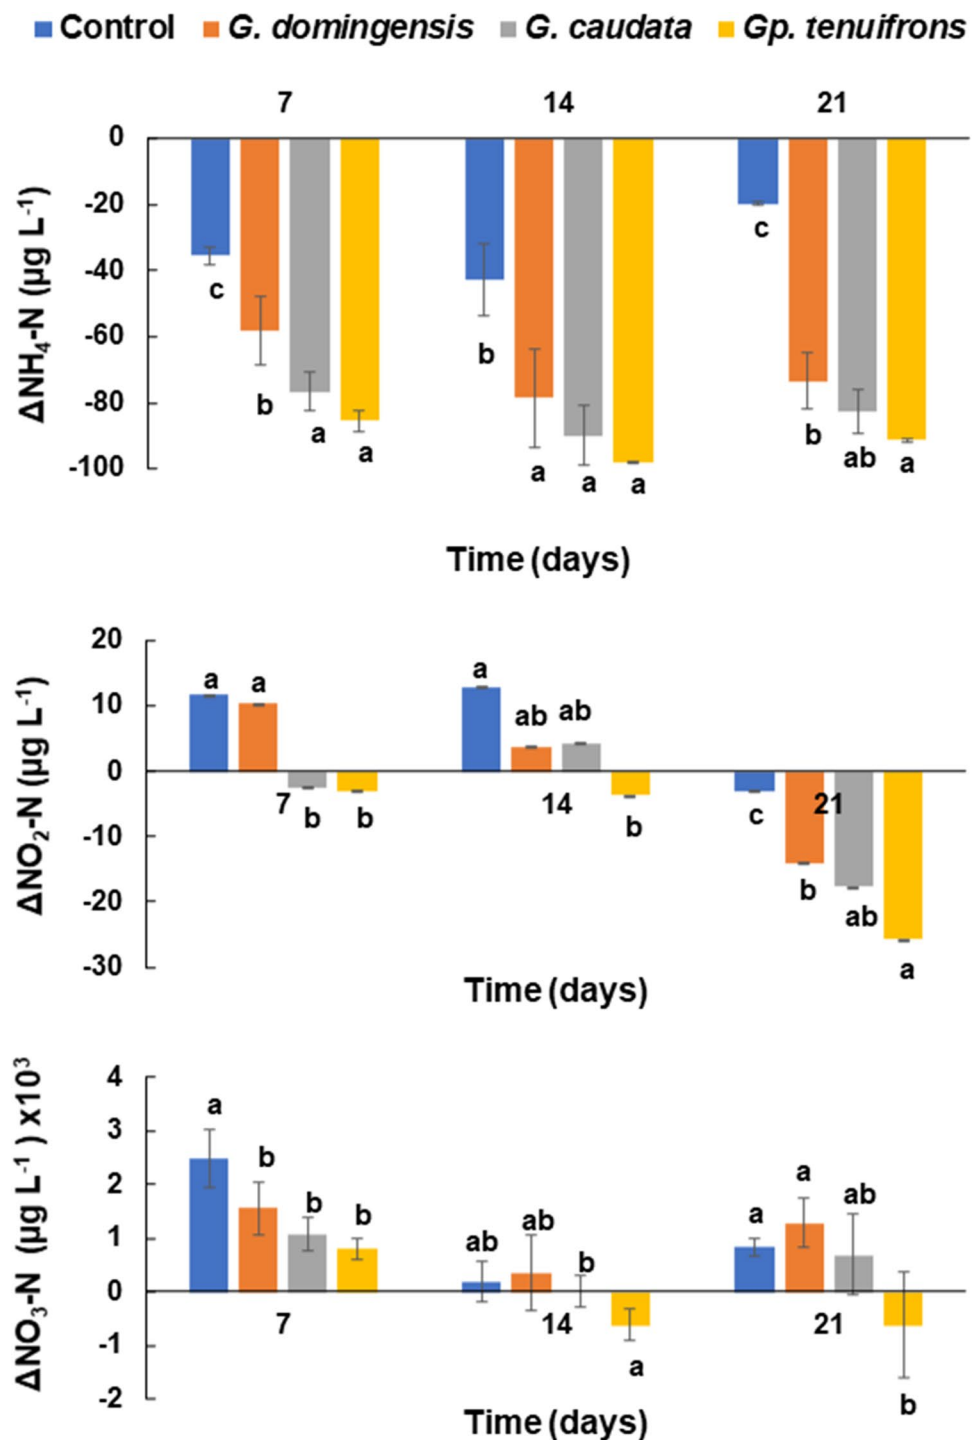 Control G. domingensis G. caudata Gp. tenuifrons
7 14 21
0
-20
-40
-60
-80
-100
ΔNH4-N (µg L-1)
c b a a
b a a a
c b ab a
Time (days)
20
10
0
-10
-20
-30
ΔNO2-N (µg L-1)
a a b b
a ab ab b
c b ab a
7 14 21
Time (days)
4
3
2
1
0
-1
-2
ΔNO3-N (µg L-1 ) x103
a b b b
ab ab b a
a a ab b
7 14 21
Time (days)